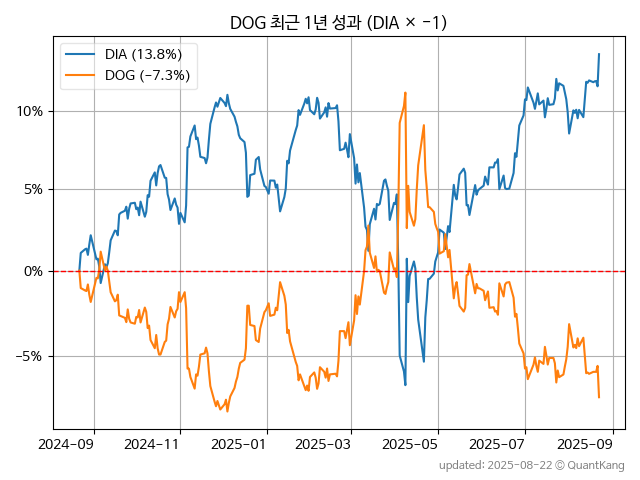 DOG 최근 1년 성과 (DIA × −1)
DIA (13.8%)
DOG (−7.3%)
10%
5%
0%
−5%
2024-09
2024-11
2025-01
2025-03
2025-05
2025-07
2025-09
updated: 2025-08-22 © QuantKang